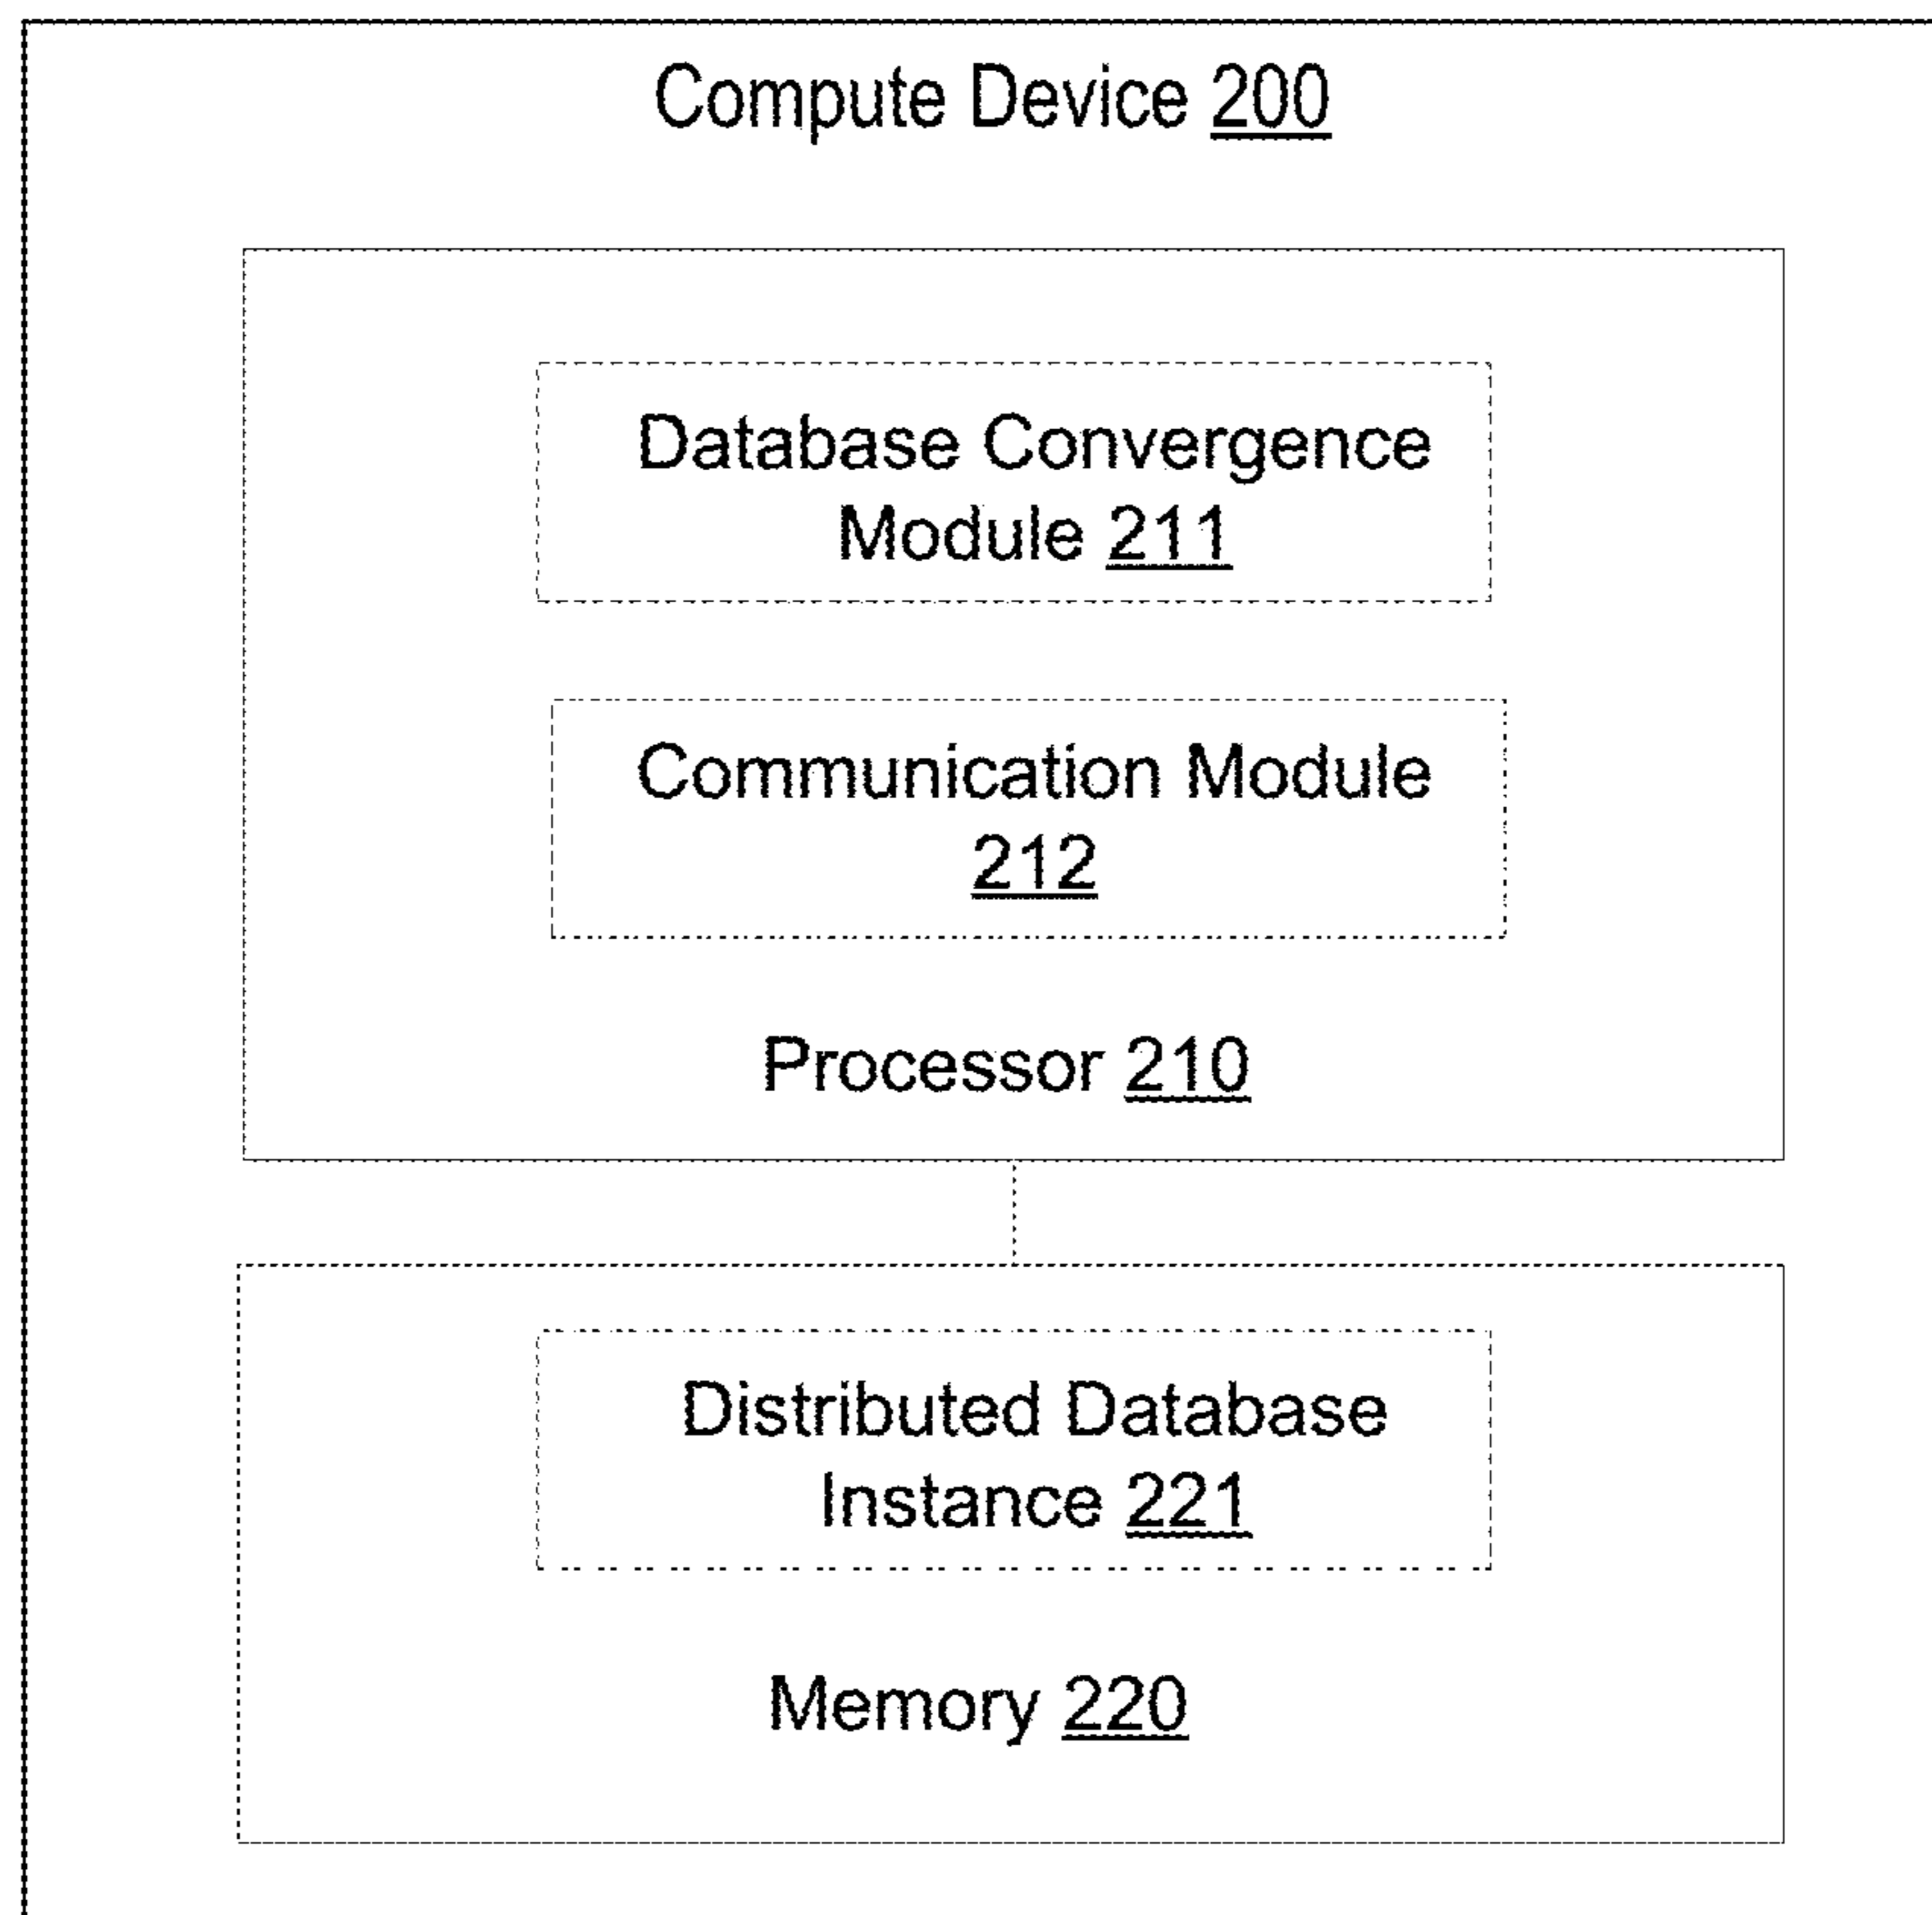 Compute Device 200
Database Convergence
Module 211
Communication Module
212
Processor 210
Distributed Database
Instance 221
Memory 220